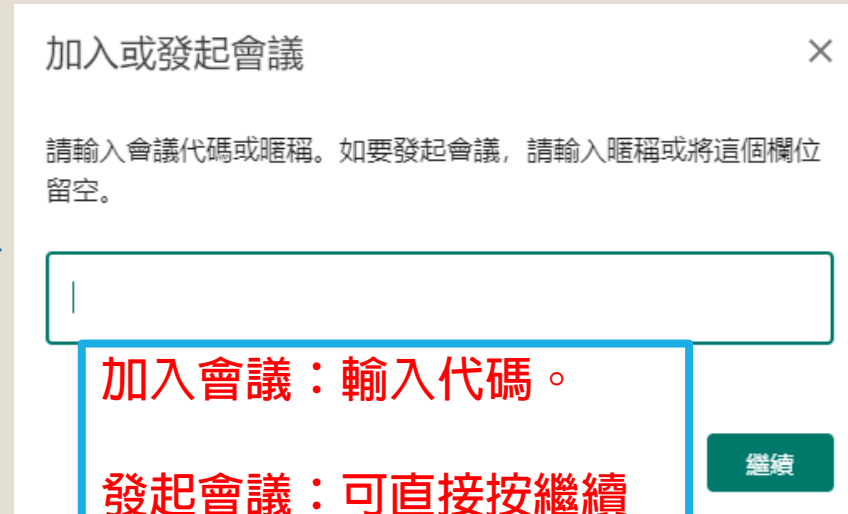 加入或發起會議
請輸入會議代碼或暱稱。如要發起會議，請輸入暱稱或將這個欄位
留空。
加入會議：輸入代碼。
發起會議：可直接按繼續
繼續